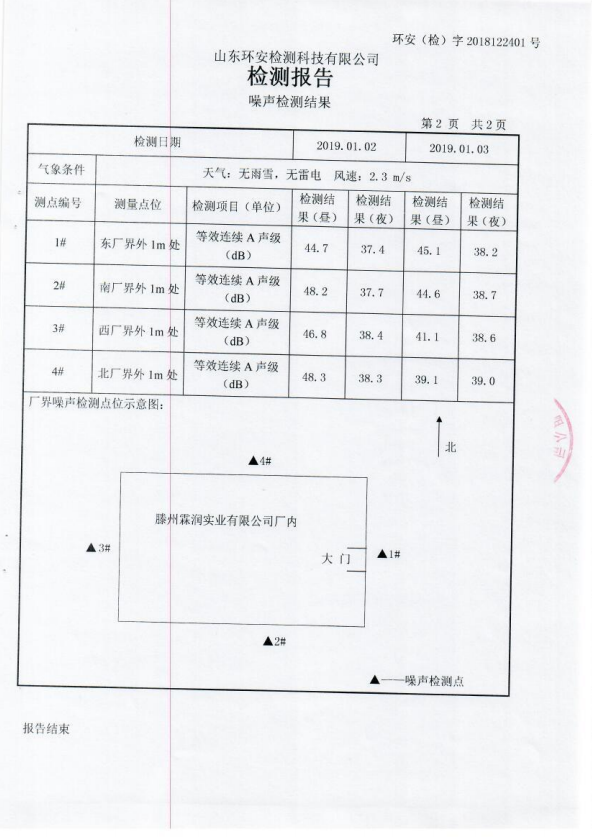 环安（检）字 2018122401 号
山东环安检测科技有限公司
检测报告
噪声检测结果
第 2 页 共 2 页
检测日期 2019.01.02 2019.01.03
气象条件 天气：无雨雪，无雷电 风速：2.3 m/s
测点编号 测量点位 检测项目（单位） 检测结果（昼） 检测结果（夜） 检测结果（昼） 检测结果（夜）
1# 东厂界外 1m 处 等效连续 A 声级（dB） 44.7 37.4 45.1 38.2
2# 南厂界外 1m 处 等效连续 A 声级（dB） 48.2 37.7 44.6 38.7
3# 西厂界外 1m 处 等效连续 A 声级（dB） 46.8 38.4 41.1 38.6
4# 北厂界外 1m 处 等效连续 A 声级（dB） 48.3 38.3 39.1 39.0
厂界噪声检测点位示意图：
北
▲4#
滕州霖润实业有限公司厂内
▲3#
大 门
▲1#
▲2#
▲——噪声检测点
报告结束